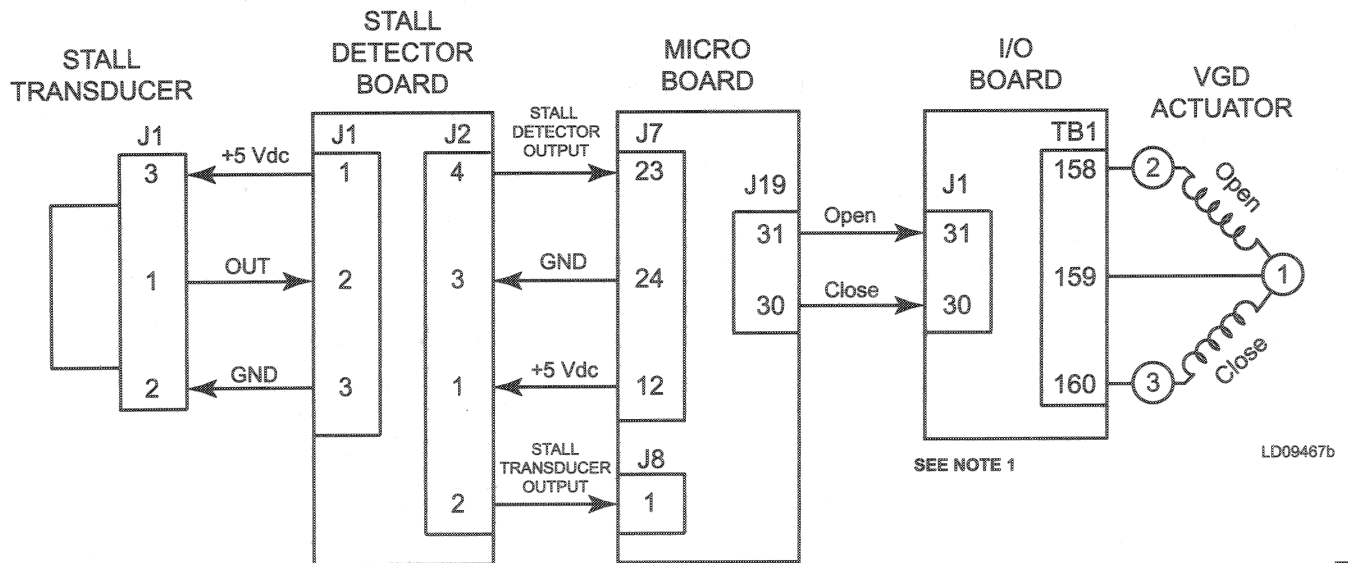 STALL
TRANSDUCER
J1
3
1
2
+5 Vdc
OUT
GND
STALL
DETECTOR
BOARD
J1
1
2
3
J2
4
3
1
2
STALL
DETECTOR
OUTPUT
GND
+5 Vdc
STALL
TRANSDUCER
OUTPUT
MICRO
BOARD
J7
23
24
12
J8
1
J19
31
30
Open
Close
I/O
BOARD
J1
31
30
TB1
158
159
160
SEE NOTE 1
VGD
ACTUATOR
2
Open
1
3
Close
LD09467b